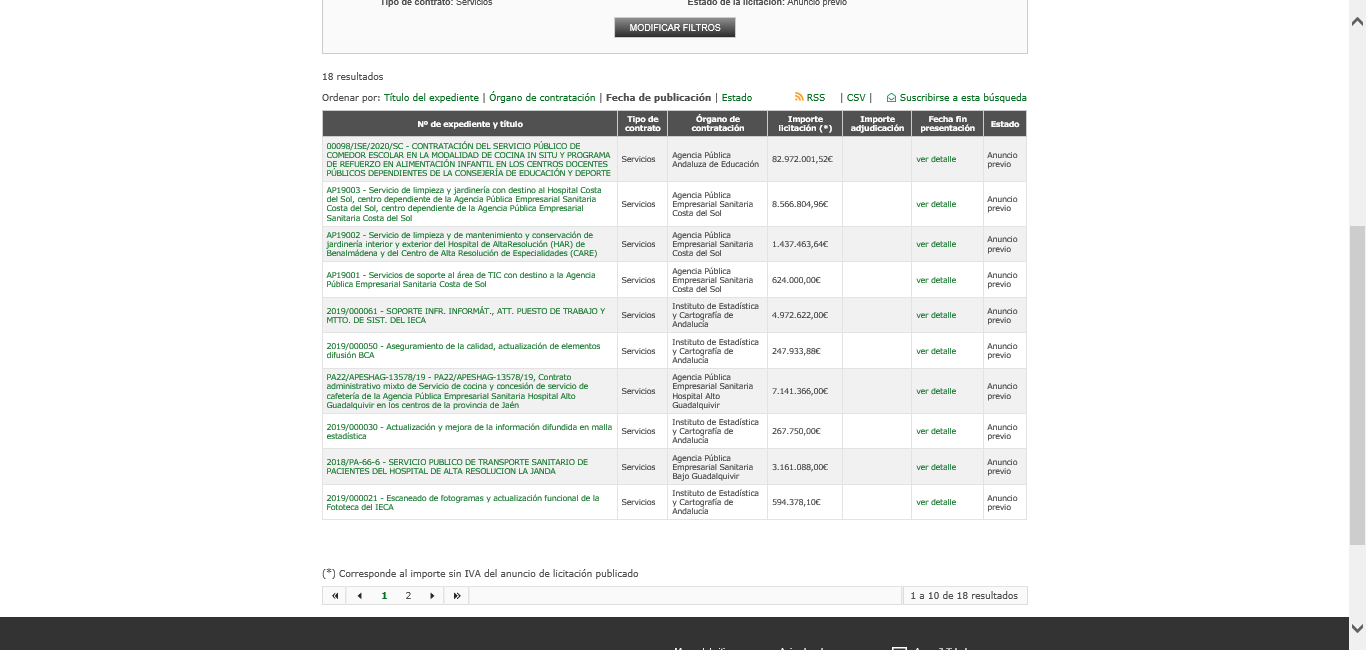 Tipo de contrato: Servicios
Estado de la licitación: Anuncio previo
MODIFICAR FILTROS
18 resultados
Ordenar por: Título del expediente | Órgano de contratación | Fecha de publicación | Estado
RSS | CSV | Suscribirse a esta búsqueda
Nº de expediente y título
Tipo de
contrato
Órgano de
contratación
Importe
licitación (*)
Importe
adjudicación
Fecha fin
presentación
Estado
00098/ISE/2020/SC - CONTRATACIÓN DEL SERVICIO PÚBLICO DE
COMEDOR ESCOLAR EN LA MODALIDAD DE COCINA IN SITU Y PROGRAMA
DE REFUERZO EN ALIMENTACIÓN INFANTIL EN LOS CENTROS DOCENTES
PÚBLICOS DEPENDIENTES DE LA CONSEJERÍA DE EDUCACIÓN Y DEPORTE
Servicios
Agencia Pública
Andaluza de Educación
82.972.001,52€
ver detalle
Anuncio
previo
AP19003 - Servicio de limpieza y jardinería con destino al Hospital Costa
del Sol, centro dependiente de la Agencia Pública Empresarial Sanitaria
Costa del Sol, centro dependiente de la Agencia Pública Empresarial
Sanitaria Costa del Sol
Servicios
Agencia Pública
Empresarial Sanitaria
Costa del Sol
8.566.804,96€
ver detalle
Anuncio
previo
AP19002 - Servicio de limpieza y de mantenimiento y conservación de
jardinería interior y exterior del Hospital de AltaResolución (HAR) de
Benalmádena y del Centro de Alta Resolución de Especialidades (CARE)
Servicios
Agencia Pública
Empresarial Sanitaria
Costa del Sol
1.437.463,64€
ver detalle
Anuncio
previo
AP19001 - Servicios de soporte al área de TIC con destino a la Agencia
Pública Empresarial Sanitaria Costa de Sol
Servicios
Agencia Pública
Empresarial Sanitaria
Costa del Sol
624.000,00€
ver detalle
Anuncio
previo
2019/000061 - SOPORTE INFR. INFORMÁT., ATT. PUESTO DE TRABAJO Y
MTTO. DE SIST. DEL IECA
Servicios
Instituto de Estadística
y Cartografía de
Andalucía
4.972.622,00€
ver detalle
Anuncio
previo
2019/000050 - Aseguramiento de la calidad, actualización de elementos
difusión BCA
Servicios
Instituto de Estadística
y Cartografía de
Andalucía
247.933,88€
ver detalle
Anuncio
previo
PA22/APESHAG-13578/19 - PA22/APESHAG-13578/19, Contrato
administrativo mixto de Servicio de cocina y concesión de servicio de
cafetería de la Agencia Pública Empresarial Sanitaria Hospital Alto
Guadalquivir en los centros de la provincia de Jaén
Servicios
Agencia Pública
Empresarial Sanitaria
Hospital Alto
Guadalquivir
7.141.366,00€
ver detalle
Anuncio
previo
2019/000030 - Actualización y mejora de la información difundida en malla
estadística
Servicios
Instituto de Estadística
y Cartografía de
Andalucía
267.750,00€
ver detalle
Anuncio
previo
2018/PA-66-6 - SERVICIO PUBLICO DE TRANSPORTE SANITARIO DE
PACIENTES DEL HOSPITAL DE ALTA RESOLUCION LA JANDA
Servicios
Agencia Pública
Empresarial Sanitaria
Bajo Guadalquivir
3.161.088,00€
ver detalle
Anuncio
previo
2019/000021 - Escaneado de fotogramas y actualización funcional de la
Fototeca del IECA
Servicios
Instituto de Estadística
y Cartografía de
Andalucía
594.378,10€
ver detalle
Anuncio
previo
(*) Corresponde al importe sin IVA del anuncio de licitación publicado
1 2
1 a 10 de 18 resultados